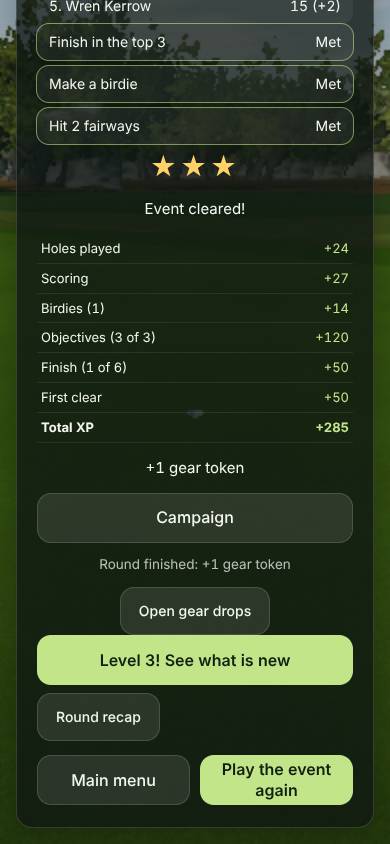 5. Wren Kerrow 15 (+2)
Finish in the top 3 Met
Make a birdie Met
Hit 2 fairways Met
Event cleared!
Holes played +24
Scoring +27
Birdies (1) +14
Objectives (3 of 3) +120
Finish (1 of 6) +50
First clear +50
Total XP +285
+1 gear token
Campaign
Round finished: +1 gear token
Open gear drops
Level 3! See what is new
Round recap
Main menu
Play the event
again